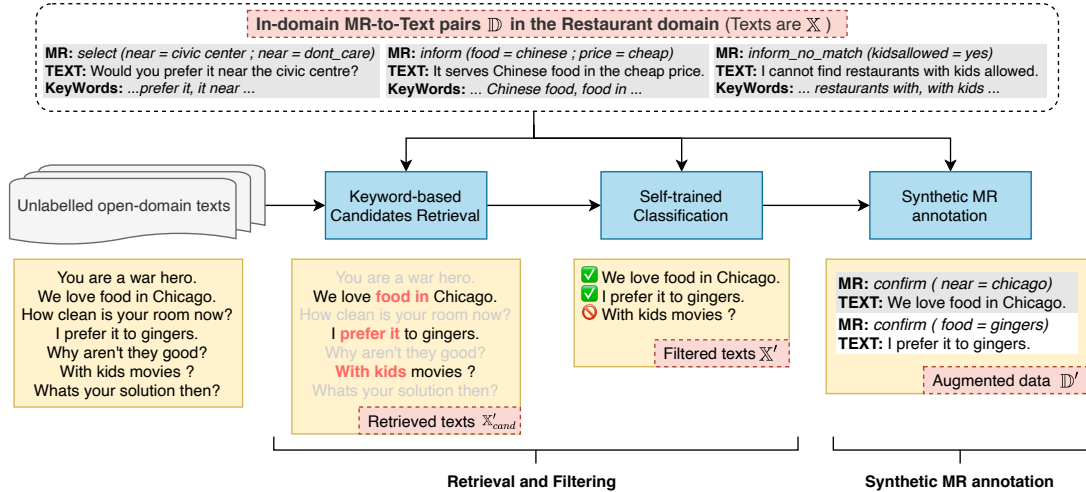 In-domain MR-to-Text pairs 𝔻 in the Restaurant domain (Texts are 𝕏 )
MR: select (near = civic center ; near = dont_care)
TEXT: Would you prefer it near the civic centre?
KeyWords: ...prefer it, it near ...
MR: inform (food = chinese ; price = cheap)
TEXT: It serves Chinese food in the cheap price.
KeyWords: ... Chinese food, food in ...
MR: inform_no_match (kidsallowed = yes)
TEXT: I cannot find restaurants with kids allowed.
KeyWords: ... restaurants with, with kids ...
Unlabelled open-domain texts
Keyword-based
Candidates Retrieval
Self-trained
Classification
Synthetic MR
annotation
You are a war hero.
We love food in Chicago.
How clean is your room now?
I prefer it to gingers.
Why aren't they good?
With kids movies ?
Whats your solution then?
You are a war hero.
We love food in Chicago.
How clean is your room now?
I prefer it to gingers.
Why aren't they good?
With kids movies ?
Whats your solution then?
Retrieved texts 𝕏′cand
We love food in Chicago.
I prefer it to gingers.
With kids movies ?
Filtered texts 𝕏′
MR: confirm ( near = chicago)
TEXT: We love food in Chicago.
MR: confirm ( food = gingers)
TEXT: I prefer it to gingers.
Augmented data 𝔻′
Retrieval and Filtering
Synthetic MR annotation